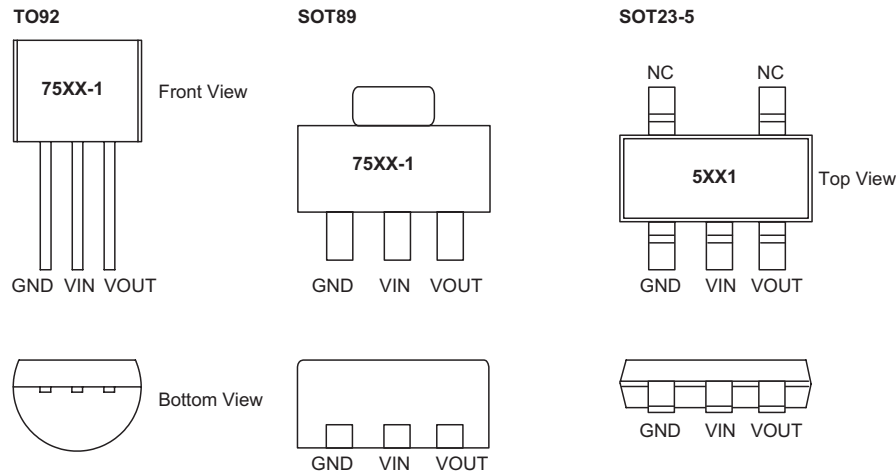 TO92
SOT89
SOT23-5
NC NC
75XX-1
Front View
75XX-1
5XX1
Top View
GND VIN VOUT
GND VIN VOUT
GND VIN VOUT
Bottom View
GND VIN VOUT
GND VIN VOUT